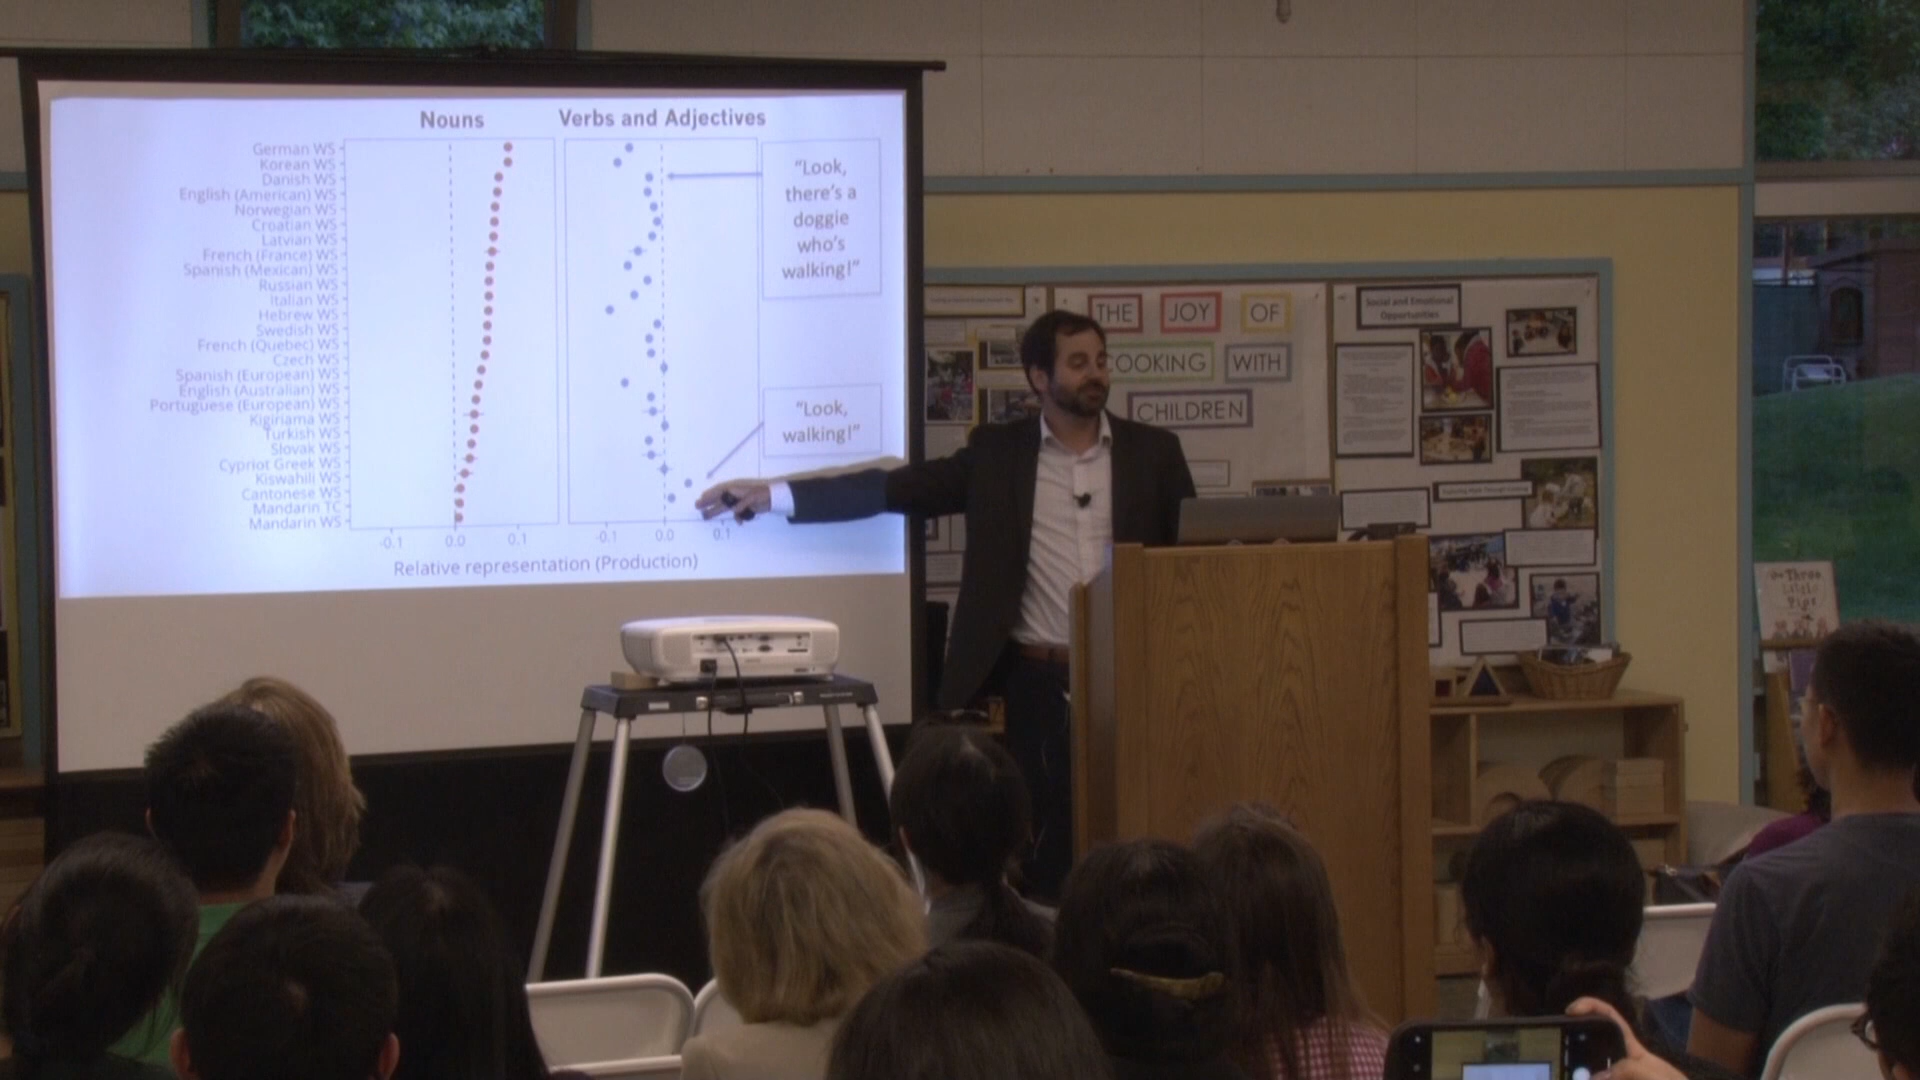 Nouns
Verbs and Adjectives
German WS
Korean WS
Danish WS
English (American) WS
Norwegian WS
Croatian WS
Latvian WS
French (France) WS
Spanish (Mexican) WS
Russian WS
Italian WS
Hebrew WS
Swedish WS
French (Quebec) WS
Czech WS
Spanish (European) WS
English (Australian) WS
Portuguese (European) WS
Kigiriama WS
Turkish WS
Slovak WS
Cypriot Greek WS
Kiswahili WS
Cantonese WS
Mandarin TC
Mandarin WS
-0.1 0.0 0.1
-0.1 0.0 0.1
Relative representation (Production)
“Look,
there’s a
doggie
who’s
walking!”
“Look,
walking!”
THE JOY OF
COOKING WITH
CHILDREN
Social and Emotional
Opportunities
Three
Little
Pigs